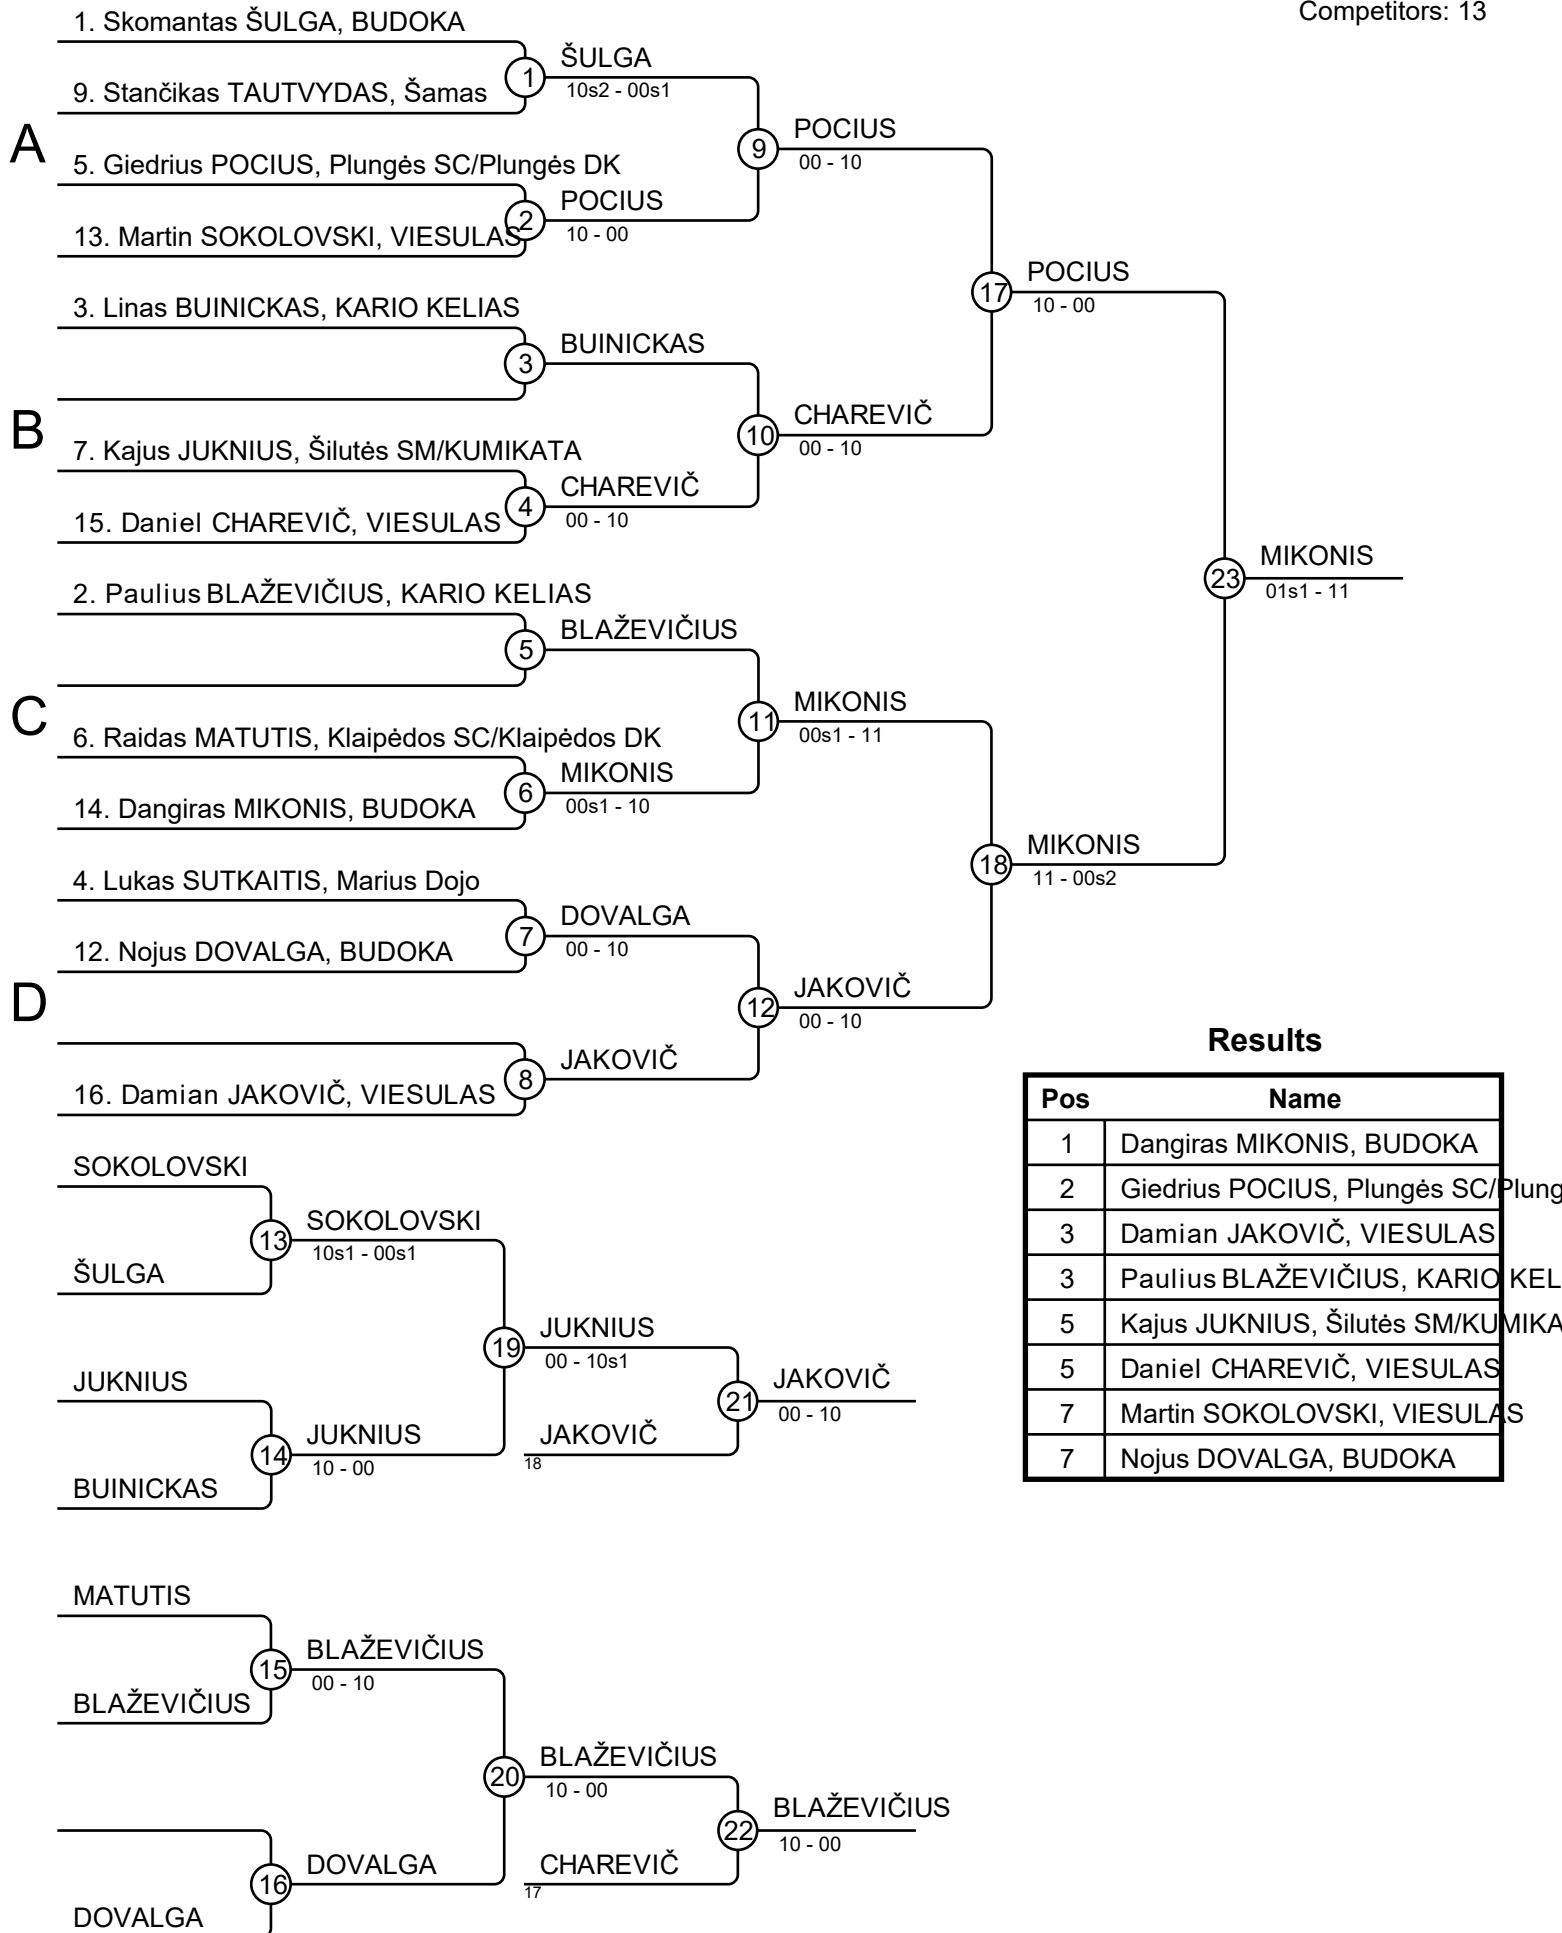 Competitors: 13
1. Skomantas ŠULGA, BUDOKA
ŠULGA
1
10s2 - 00s1
9. Stančikas TAUTVYDAS, Šamas
A
POCIUS
9
00 - 10
5. Giedrius POCIUS, Plungės SC/Plungės DK
POCIUS
2
10 - 00
13. Martin SOKOLOVSKI, VIESULAS
POCIUS
17
10 - 00
3. Linas BUINICKAS, KARIO KELIAS
BUINICKAS
3
B
CHAREVIČ
10
00 - 10
7. Kajus JUKNIUS, Šilutės SM/KUMIKATA
CHAREVIČ
4
00 - 10
15. Daniel CHAREVIČ, VIESULAS
MIKONIS
23
01s1 - 11
2. Paulius BLAŽEVIČIUS, KARIO KELIAS
BLAŽEVIČIUS
5
C
MIKONIS
11
00s1 - 11
6. Raidas MATUTIS, Klaipėdos SC/Klaipėdos DK
MIKONIS
6
00s1 - 10
14. Dangiras MIKONIS, BUDOKA
MIKONIS
18
11 - 00s2
4. Lukas SUTKAITIS, Marius Dojo
DOVALGA
7
00 - 10
12. Nojus DOVALGA, BUDOKA
D
JAKOVIČ
12
00 - 10
JAKOVIČ
8
16. Damian JAKOVIČ, VIESULAS
Results
Pos Name
1 Dangiras MIKONIS, BUDOKA
2 Giedrius POCIUS, Plungės SC/Plung
3 Damian JAKOVIČ, VIESULAS
3 Paulius BLAŽEVIČIUS, KARIO KEL
5 Kajus JUKNIUS, Šilutės SM/KUMIKA
5 Daniel CHAREVIČ, VIESULAS
7 Martin SOKOLOVSKI, VIESULAS
7 Nojus DOVALGA, BUDOKA
SOKOLOVSKI
SOKOLOVSKI
13
10s1 - 00s1
ŠULGA
JUKNIUS
19
00 - 10s1
JUKNIUS
JAKOVIČ
21
00 - 10
JUKNIUS
14
10 - 00
JAKOVIČ
18
BUINICKAS
MATUTIS
BLAŽEVIČIUS
15
00 - 10
BLAŽEVIČIUS
BLAŽEVIČIUS
20
10 - 00
BLAŽEVIČIUS
22
10 - 00
DOVALGA
16
CHAREVIČ
17
DOVALGA